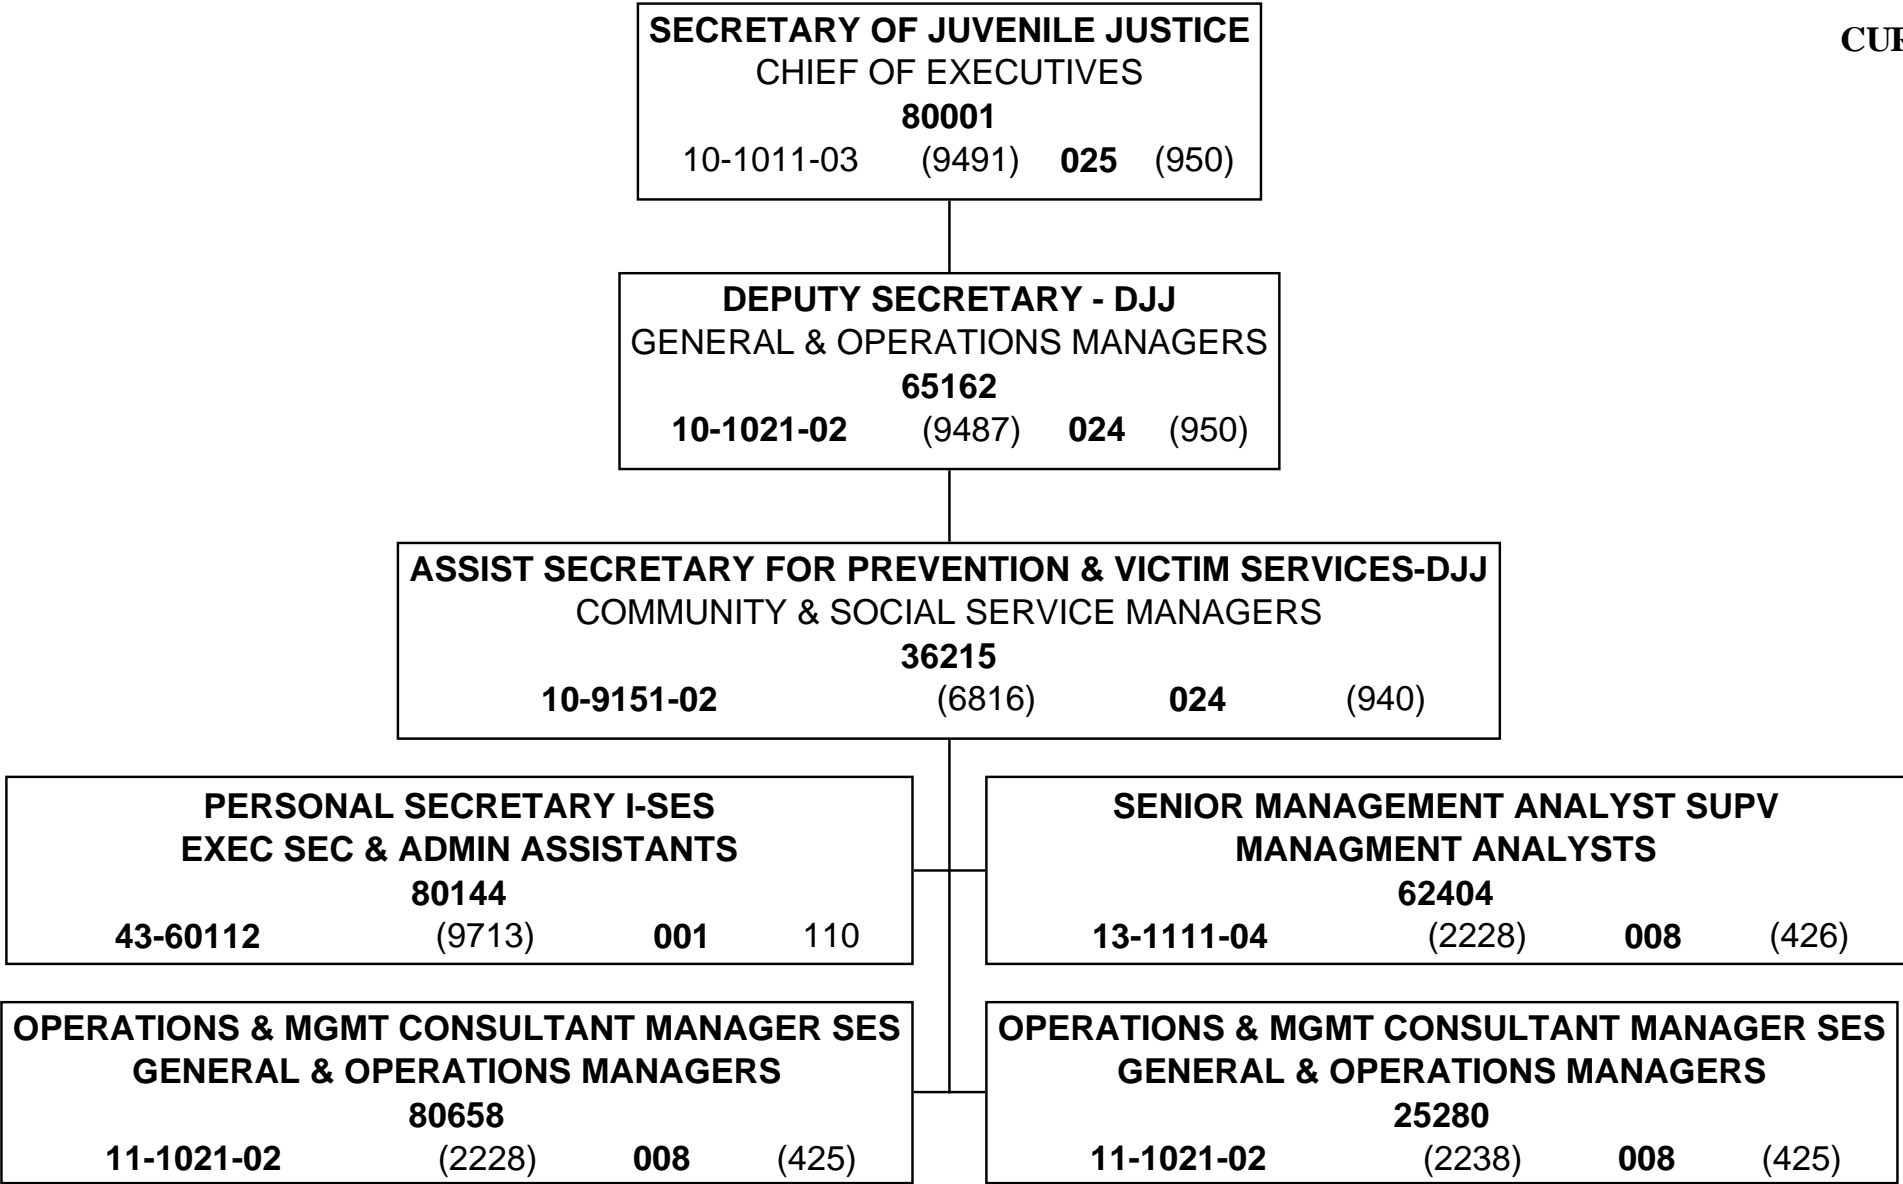 SECRETARY OF JUVENILE JUSTICE
CHIEF OF EXECUTIVES
80001
10-1011-03 (9491) 025 (950)
DEPUTY SECRETARY - DJJ
GENERAL & OPERATIONS MANAGERS
65162
10-1021-02 (9487) 024 (950)
ASSIST SECRETARY FOR PREVENTION & VICTIM SERVICES-DJJ
COMMUNITY & SOCIAL SERVICE MANAGERS
36215
10-9151-02 (6816) 024 (940)
PERSONAL SECRETARY I-SES
EXEC SEC & ADMIN ASSISTANTS
80144
43-60112 (9713) 001 110
SENIOR MANAGEMENT ANALYST SUPV
MANAGMENT ANALYSTS
62404
13-1111-04 (2228) 008 (426)
OPERATIONS & MGMT CONSULTANT MANAGER SES
GENERAL & OPERATIONS MANAGERS
80658
11-1021-02 (2228) 008 (425)
OPERATIONS & MGMT CONSULTANT MANAGER SES
GENERAL & OPERATIONS MANAGERS
25280
11-1021-02 (2238) 008 (425)